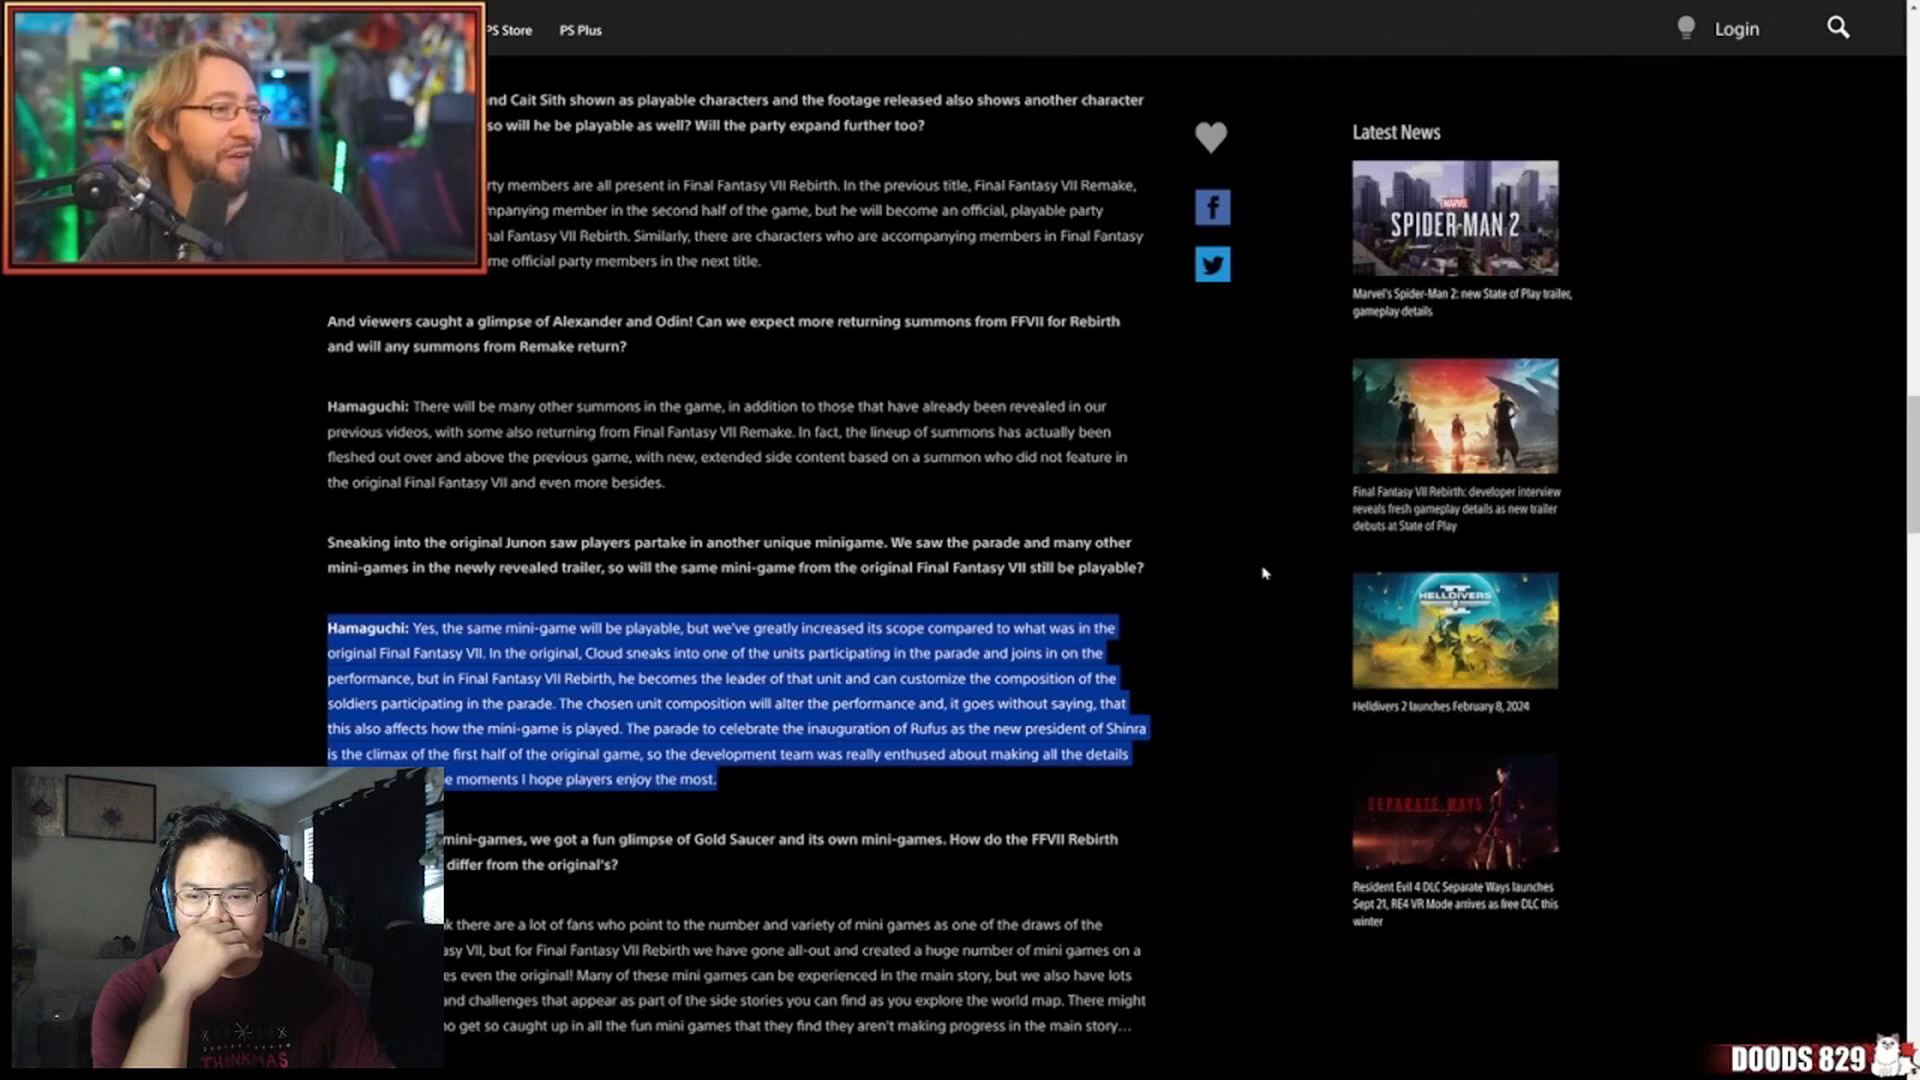 PS Store PS Plus
Login
nd Cait Sith shown as playable characters and the footage released also shows another character
so will he be playable as well? Will the party expand further too?
rty members are all present in Final Fantasy VII Rebirth. In the previous title, Final Fantasy VII Remake,
mpanying member in the second half of the game, but he will become an official, playable party
nal Fantasy VII Rebirth. Similarly, there are characters who are accompanying members in Final Fantasy
me official party members in the next title.
And viewers caught a glimpse of Alexander and Odin! Can we expect more returning summons from FFVII for Rebirth
and will any summons from Remake return?
Hamaguchi: There will be many other summons in the game, in addition to those that have already been revealed in our
previous videos, with some also returning from Final Fantasy VII Remake. In fact, the lineup of summons has actually been
fleshed out over and above the previous game, with new, extended side content based on a summon who did not feature in
the original Final Fantasy VII and even more besides.
Sneaking into the original Junon saw players partake in another unique minigame. We saw the parade and many other
mini-games in the newly revealed trailer, so will the same mini-game from the original Final Fantasy VII still be playable?
Hamaguchi: Yes, the same mini-game will be playable, but we've greatly increased its scope compared to what was in the
original Final Fantasy VII. In the original, Cloud sneaks into one of the units participating in the parade and joins in on the
performance, but in Final Fantasy VII Rebirth, he becomes the leader of that unit and can customize the composition of the
soldiers participating in the parade. The chosen unit composition will alter the performance and, it goes without saying, that
this also affects how the mini-game is played. The parade to celebrate the inauguration of Rufus as the new president of Shinra
is the climax of the first half of the original game, so the development team was really enthused about making all the details
e moments I hope players enjoy the most.
mini-games, we got a fun glimpse of Gold Saucer and its own mini-games. How do the FFVII Rebirth
differ from the original's?
k there are a lot of fans who point to the number and variety of mini games as one of the draws of the
asy VII, but for Final Fantasy VII Rebirth we have gone all-out and created a huge number of mini games on a
es even the original! Many of these mini games can be experienced in the main story, but we also have lots
nd challenges that appear as part of the side stories you can find as you explore the world map. There might
o get so caught up in all the fun mini games that they find they aren't making progress in the main story...
Latest News
MARVEL
SPIDER-MAN 2
Marvel's Spider-Man 2: new State of Play trailer,
gameplay details
Final Fantasy VII Rebirth: developer interview
reveals fresh gameplay details as new trailer
debuts at State of Play
HELLDIVERS
II
Helldivers 2 launches February 8, 2024
SEPARATE WAYS
Resident Evil 4 DLC Separate Ways launches
Sept 21, RE4 VR Mode arrives as free DLC this
winter
THANKMAS
DOODS 829